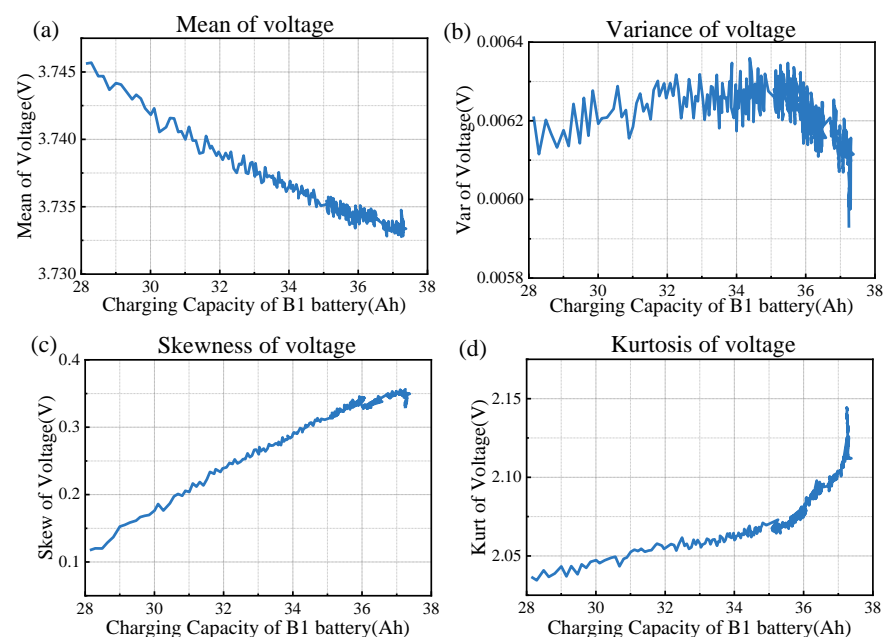 (a)
Mean of voltage
3.745
3.740
3.735
3.730
Mean of Voltage(V)
28
30
32
34
36
38
Charging Capacity of B1 battery(Ah)
(b)
Variance of voltage
0.0064
0.0062
0.0060
0.0058
Var of Voltage(V)
28
30
32
34
36
38
Charging Capacity of B1 battery(Ah)
(c)
Skewness of voltage
0.4
0.3
0.2
0.1
Skew of Voltage(V)
28
30
32
34
36
38
Charging Capacity of B1 battery(Ah)
(d)
Kurtosis of voltage
2.15
2.10
2.05
Kurt of Voltage(V)
28
30
32
34
36
38
Charging Capacity of B1 battery(Ah)